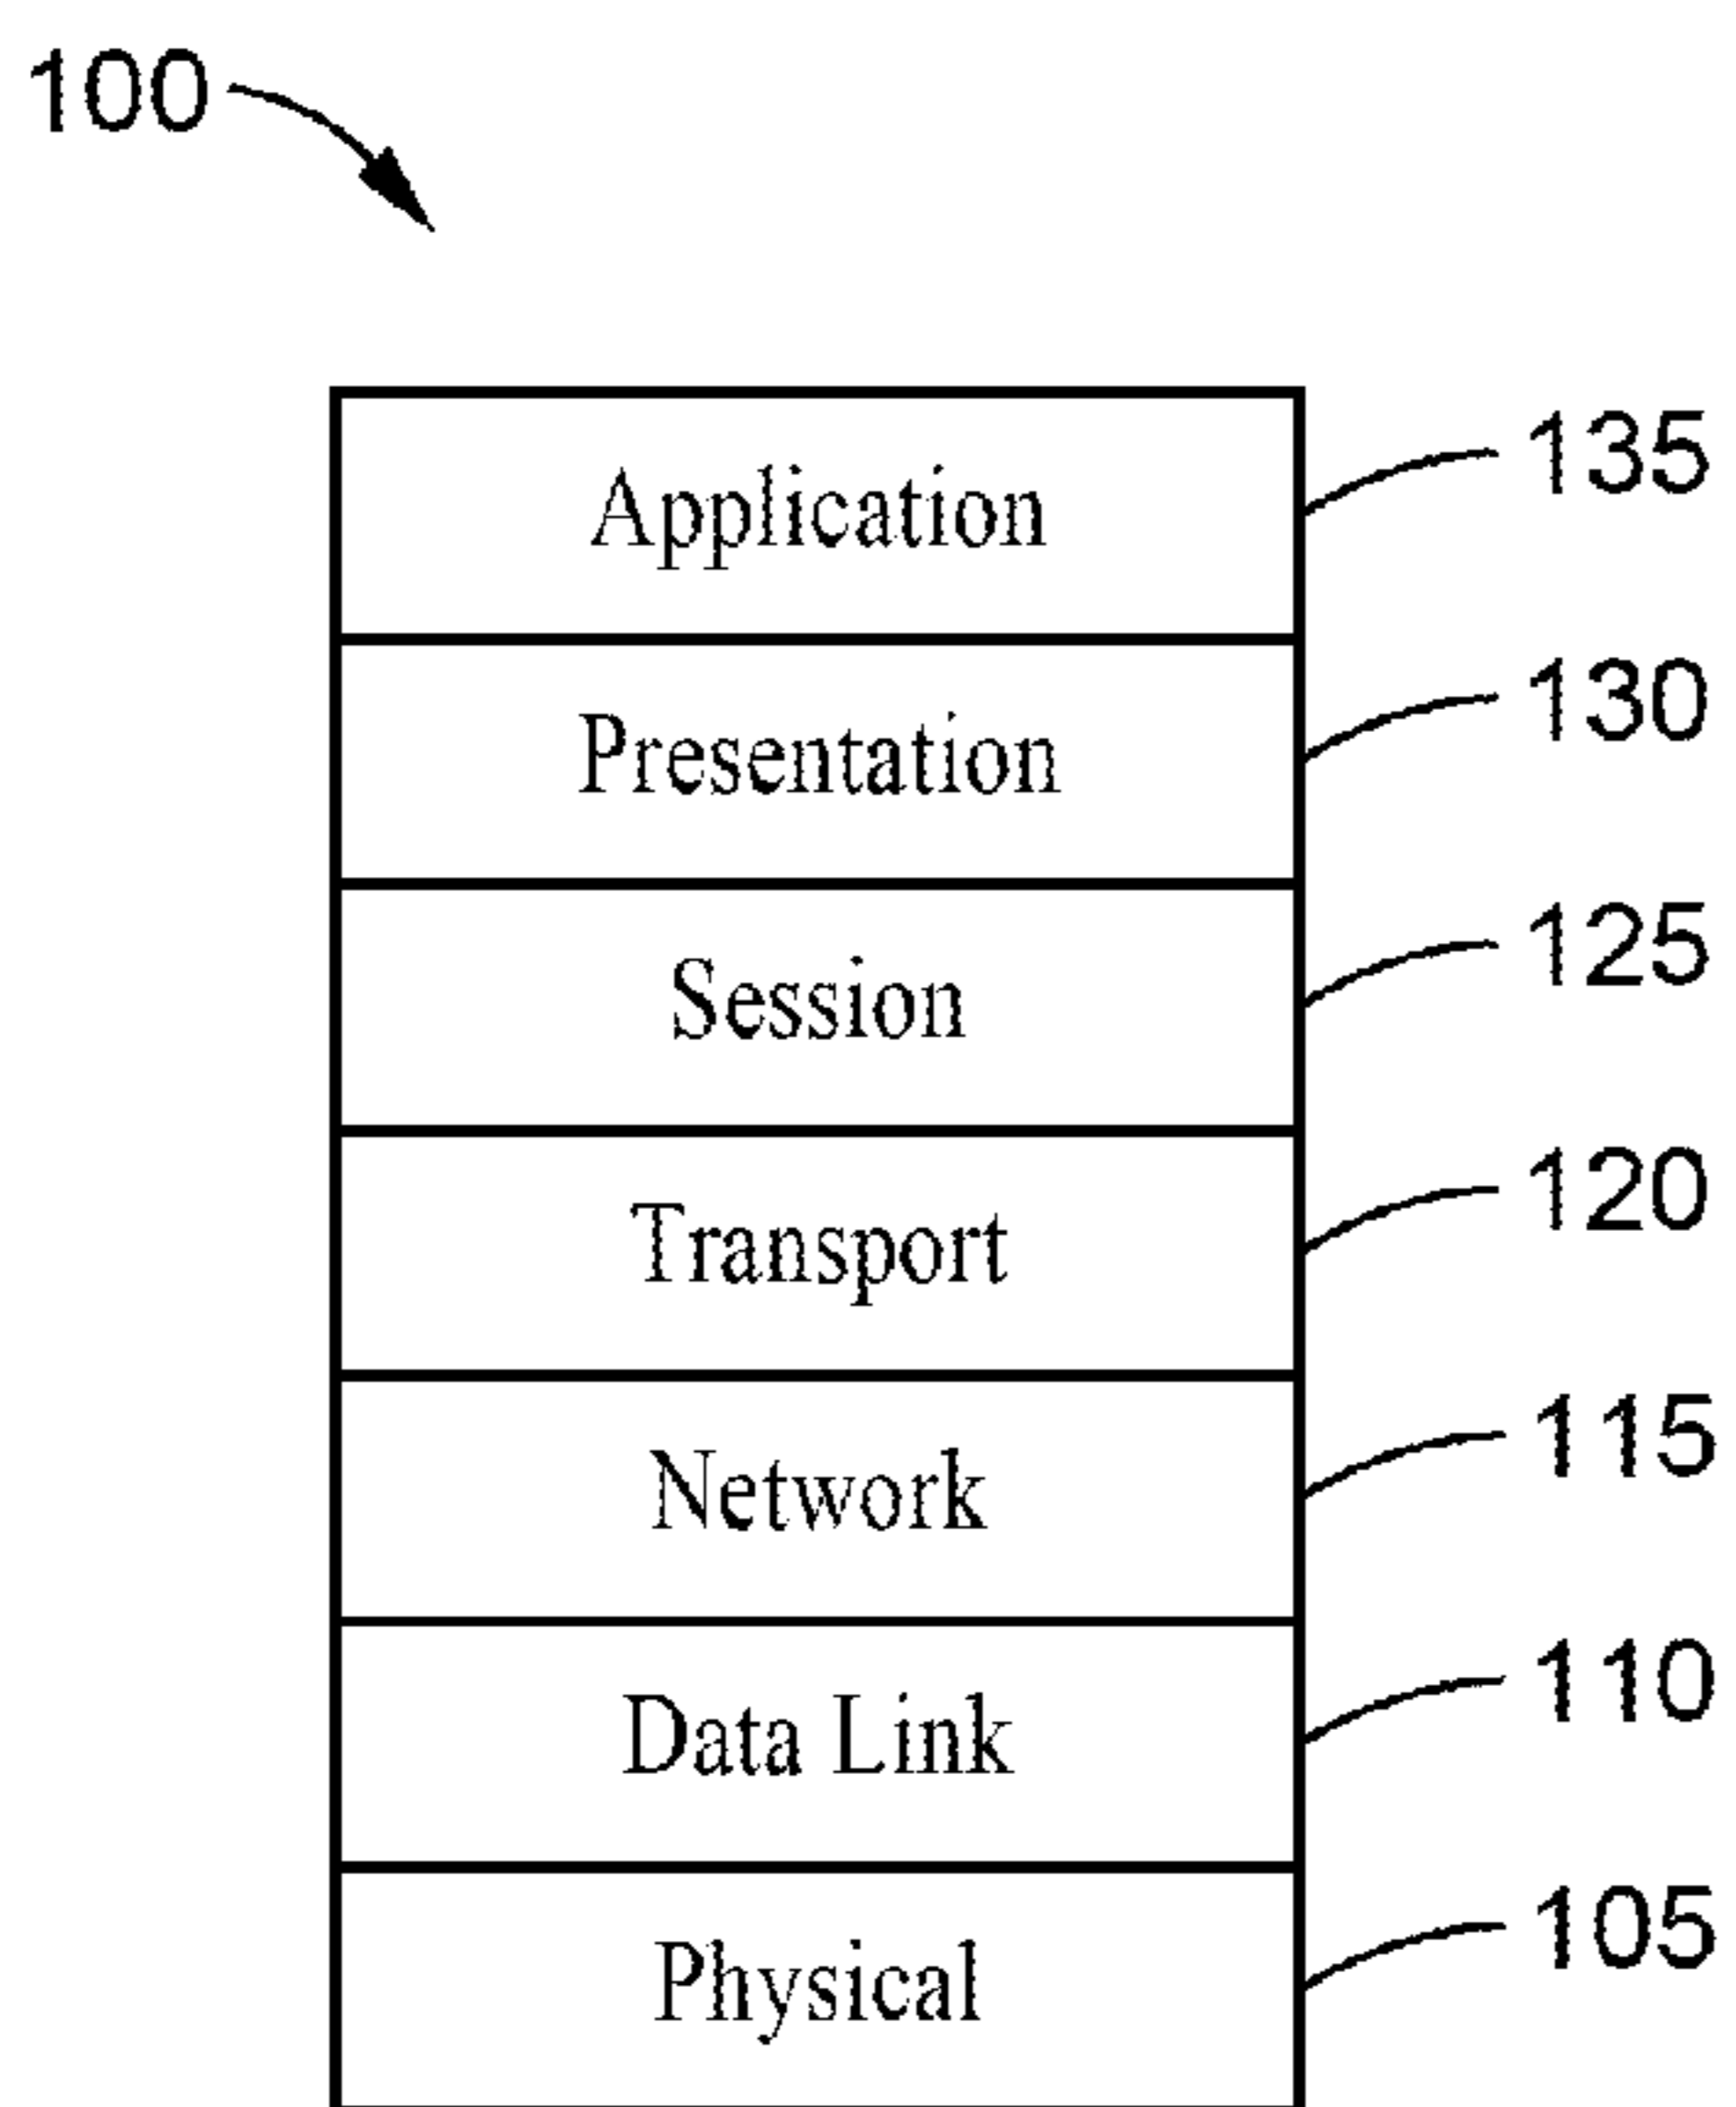 100
Application 135
Presentation 130
Session 125
Transport 120
Network 115
Data Link 110
Physical 105